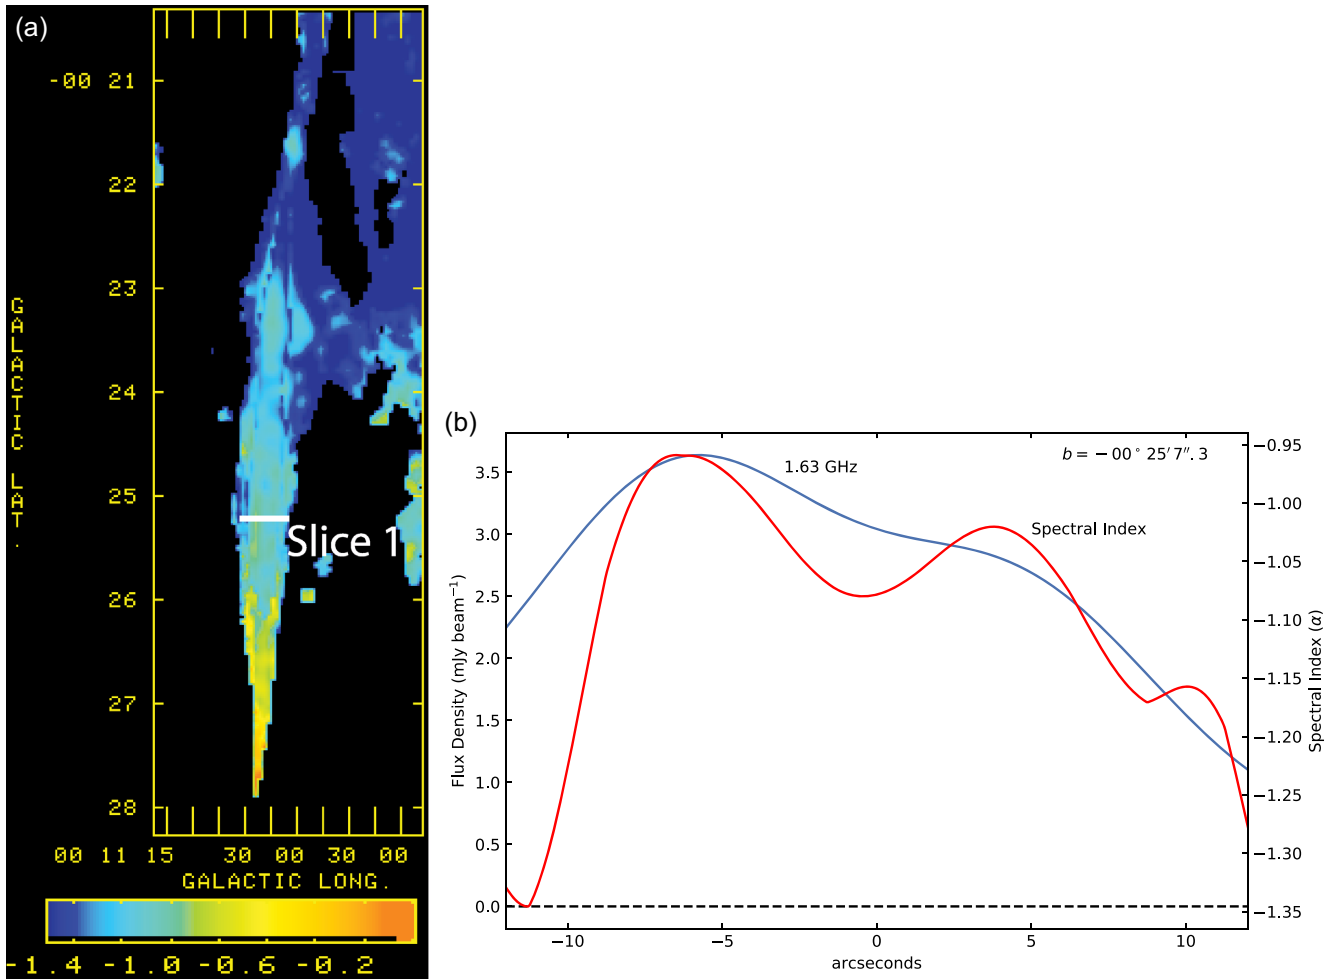 (a)
-00 21
22
23
24
25
26
27
28
GALACTIC LAT.
Slice 1
00 11 15 30 00 30 00
GALACTIC LONG.
-1.4 -1.0 -0.6 -0.2
(b)
1.63 GHz
b = −00° 25′ 7″. 3
Spectral Index
3.5
3.0
2.5
2.0
1.5
1.0
0.5
0.0
Flux Density (mJy beam⁻¹)
−0.95
−1.00
−1.05
−1.10
−1.15
−1.20
−1.25
−1.30
−1.35
Spectral Index (α)
−10 −5 0 5 10
arcseconds